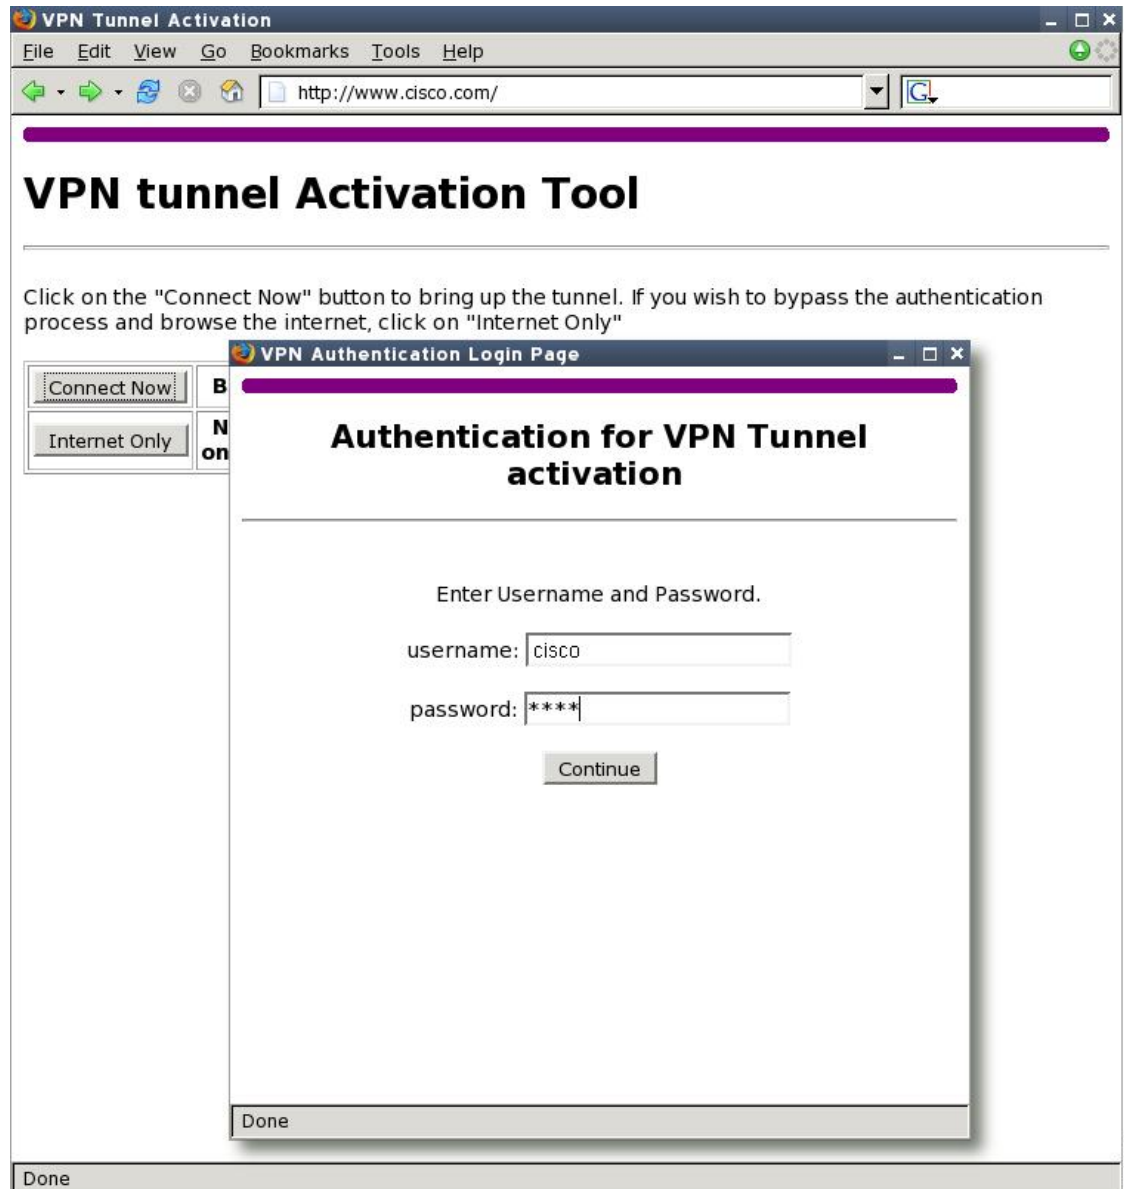 VPN Tunnel Activation
File Edit View Go Bookmarks Tools Help
http://www.cisco.com/
G
VPN tunnel Activation Tool
Click on the "Connect Now" button to bring up the tunnel. If you wish to bypass the authentication
process and browse the internet, click on "Internet Only"
Connect Now
Internet Only
on
VPN Authentication Login Page
Authentication for VPN Tunnel
activation
Enter Username and Password.
username: cisco
password: ****
Continue
Done
Done